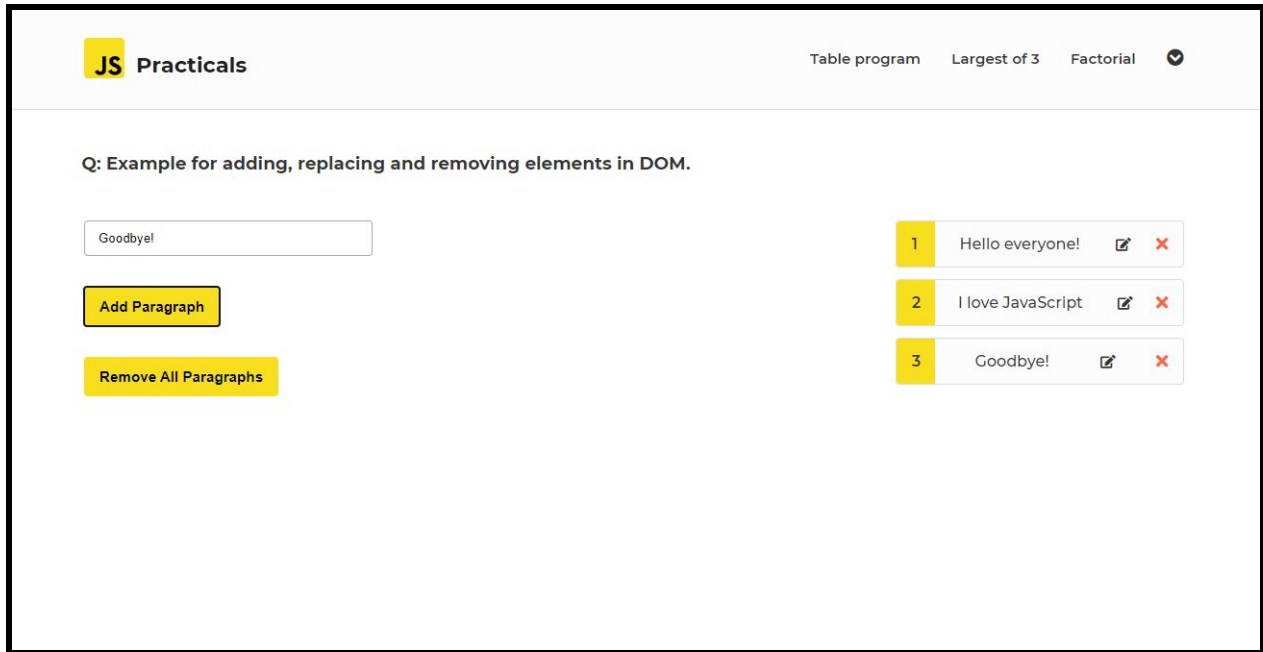 JS Practicals
Table program Largest of 3 Factorial
Q: Example for adding, replacing and removing elements in DOM.
Goodbye!
Add Paragraph
Remove All Paragraphs
1 Hello everyone!
2 I love JavaScript
3 Goodbye!